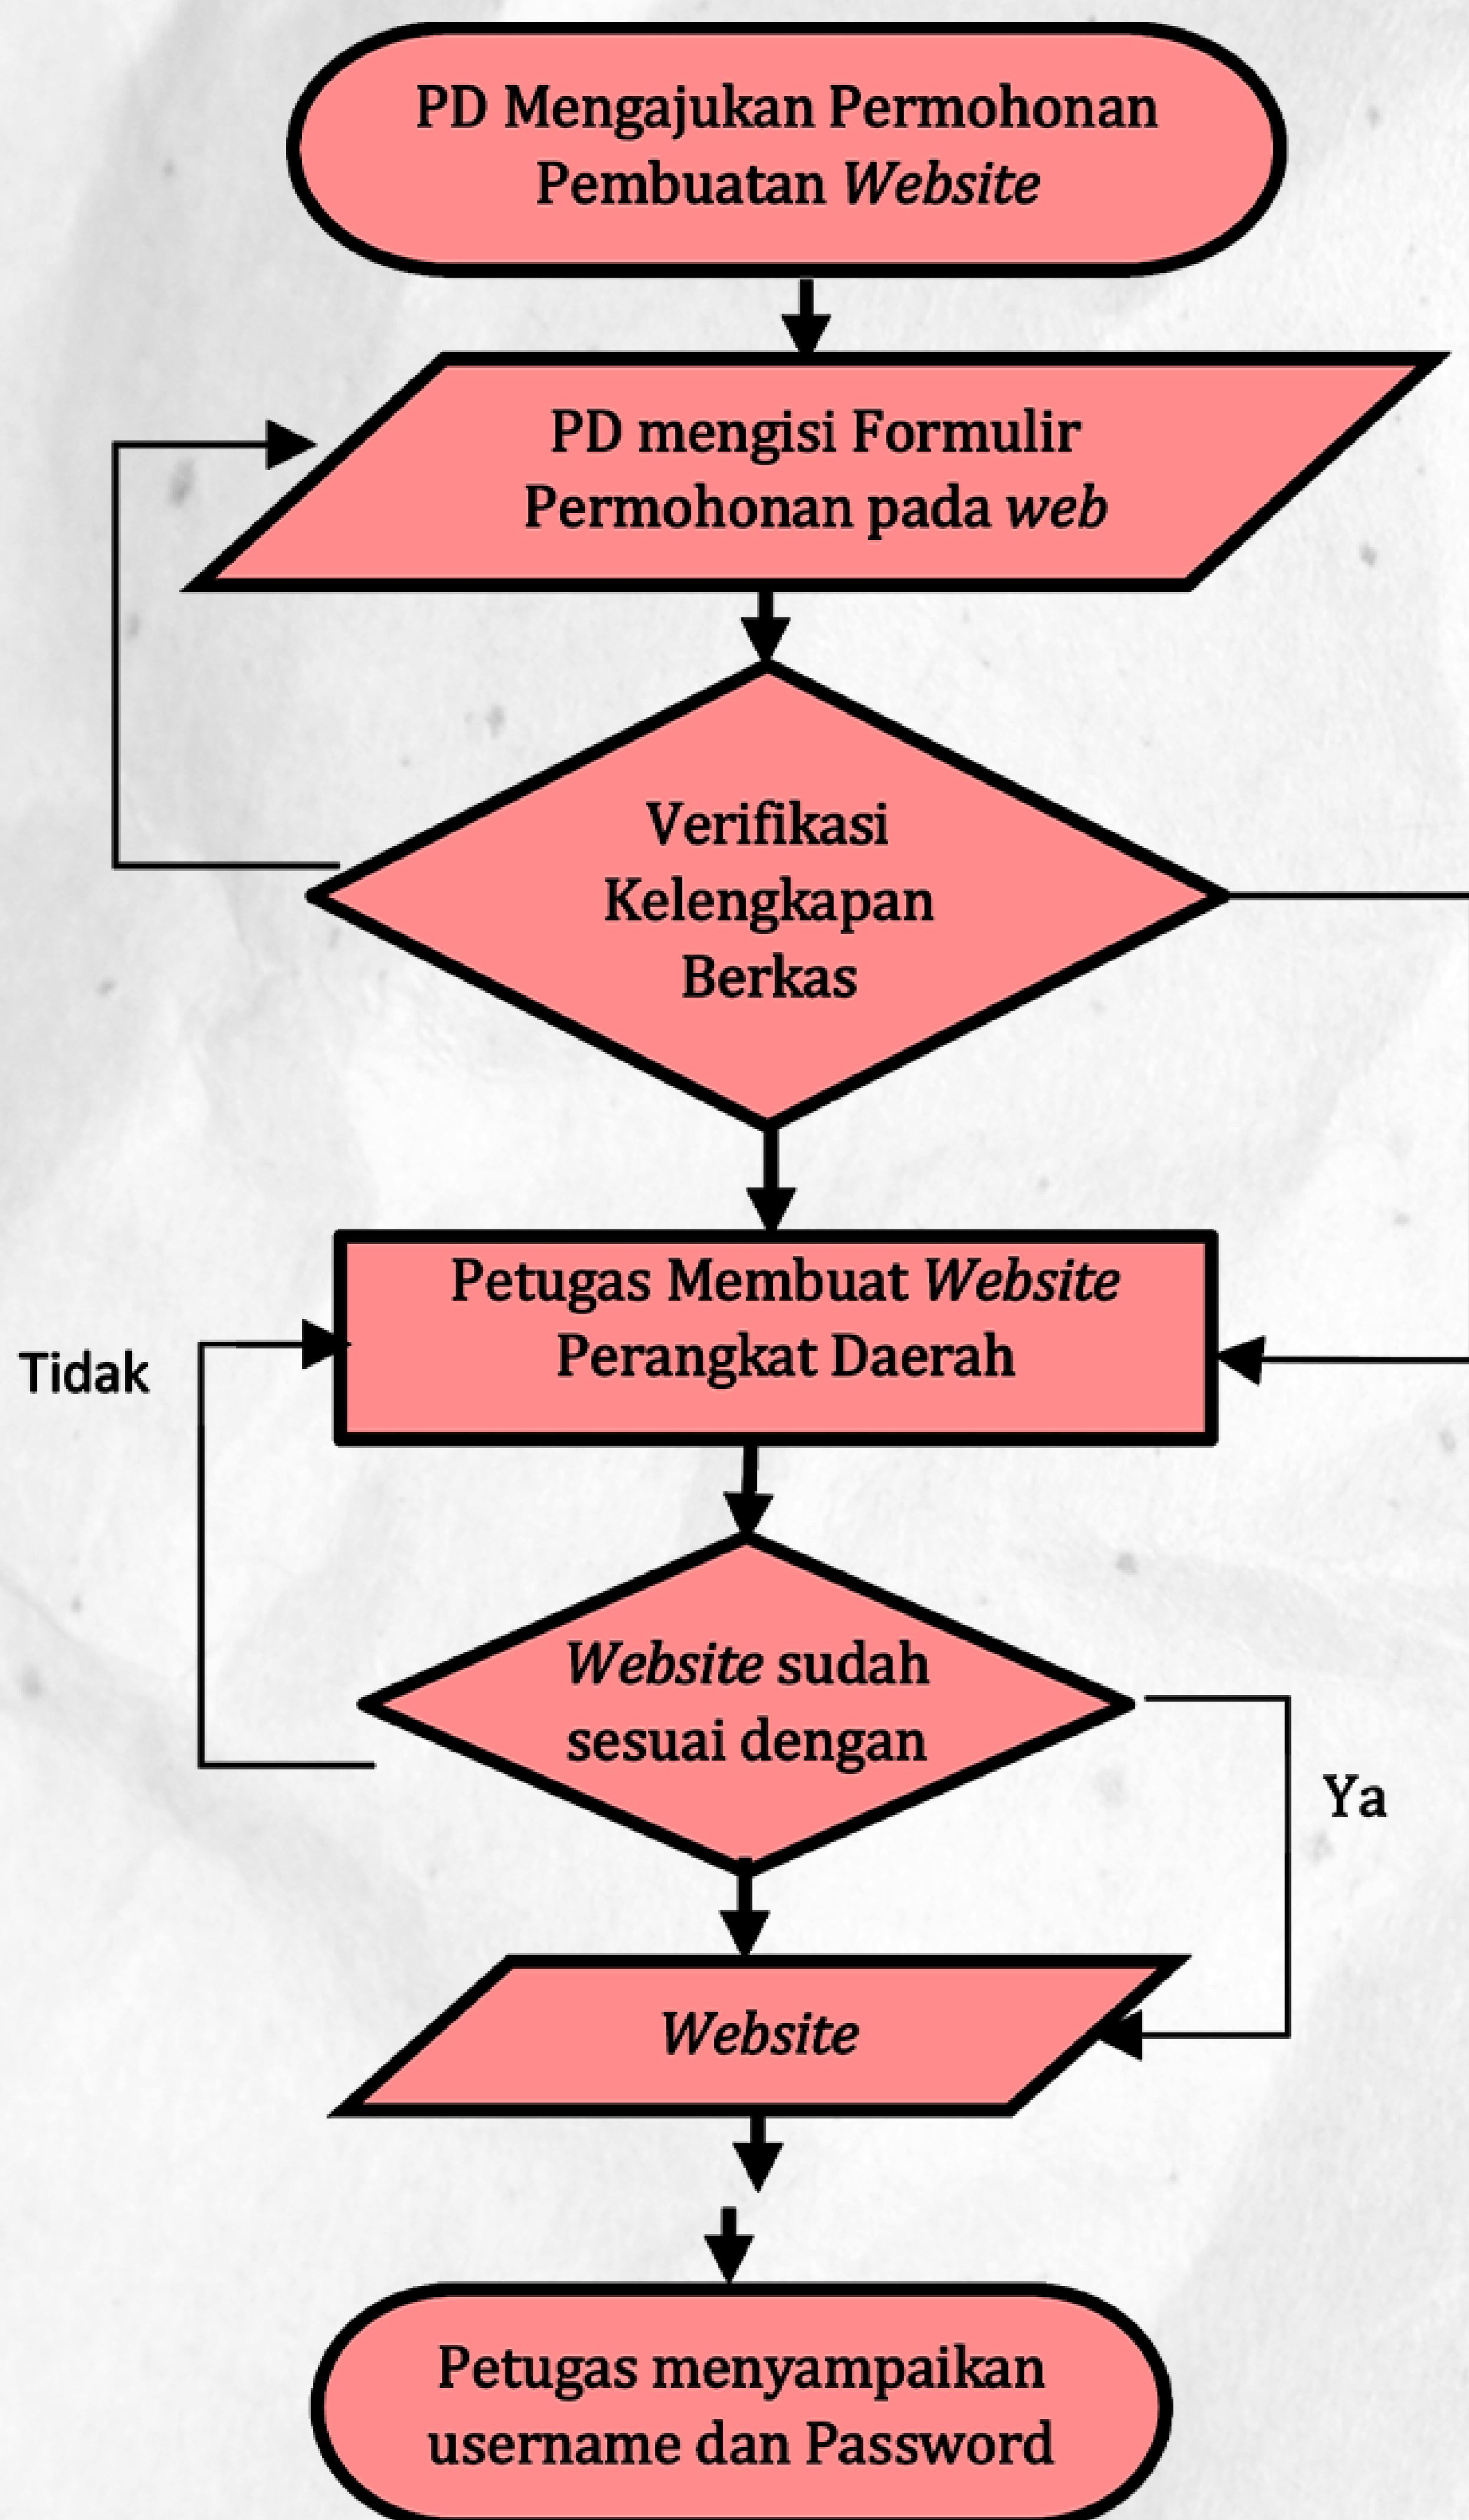 PD Mengajukan Permohonan
Pembuatan Website
PD mengisi Formulir
Permohonan pada web
Verifikasi
Kelengkapan
Berkas
Petugas Membuat Website
Perangkat Daerah
Tidak
Website sudah
sesuai dengan
Ya
Website
Petugas menyampaikan
username dan Password